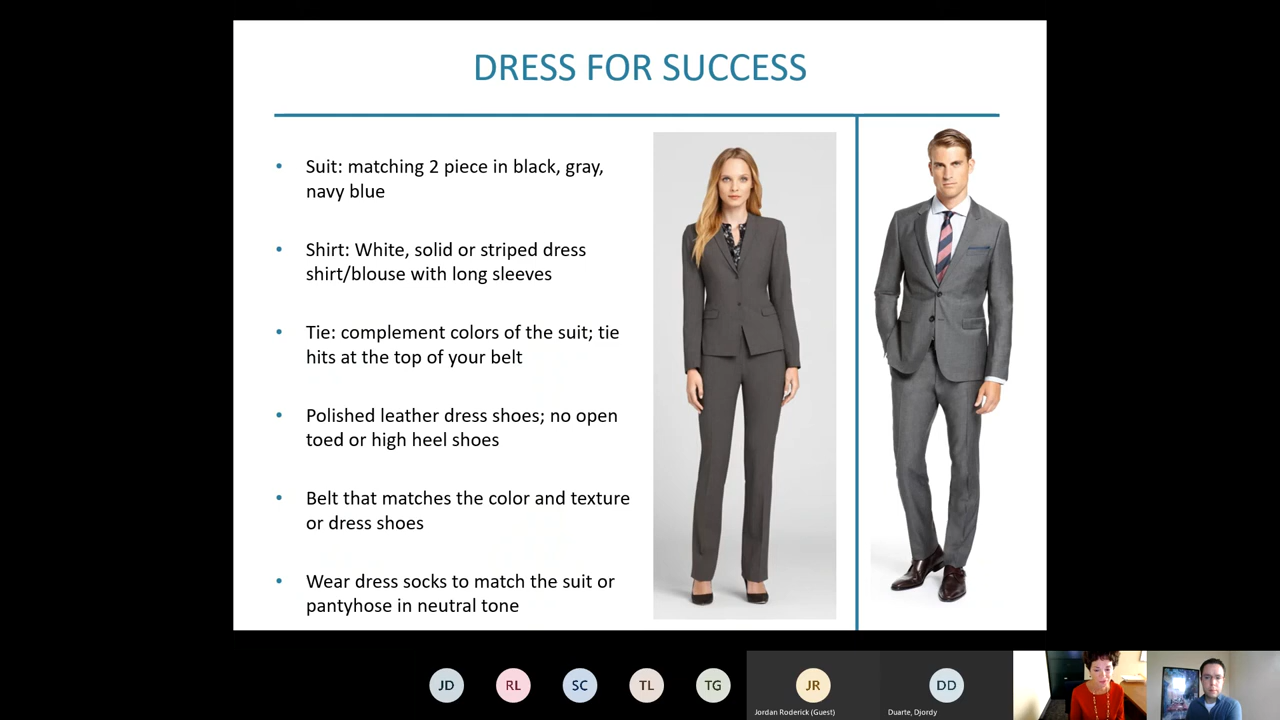 DRESS FOR SUCCESS
• Suit: matching 2 piece in black, gray,
navy blue
• Shirt: White, solid or striped dress
shirt/blouse with long sleeves
• Tie: complement colors of the suit; tie
hits at the top of your belt
• Polished leather dress shoes; no open
toed or high heel shoes
• Belt that matches the color and texture
or dress shoes
• Wear dress socks to match the suit or
pantyhose in neutral tone
JD RL SC TL TG JR DD
Jordan Roderick (Guest) Duarte, Djordy